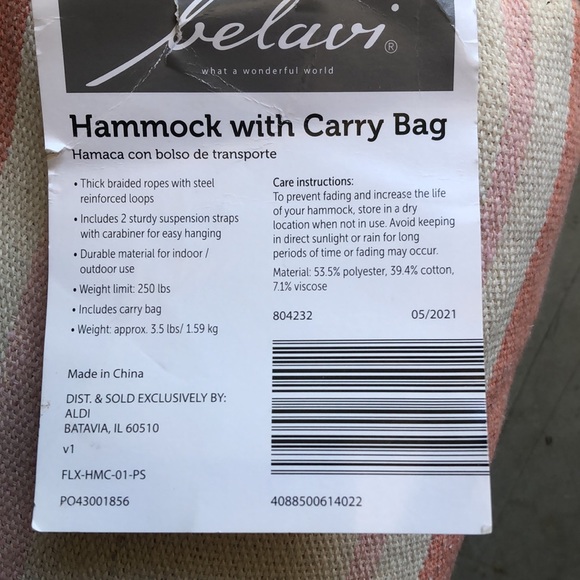 belavi®
what a wonderful world
Hammock with Carry Bag
Hamaca con bolso de transporte
• Thick braided ropes with steel
reinforced loops
• Includes 2 sturdy suspension straps
with carabiner for easy hanging
• Durable material for indoor /
outdoor use
• Weight limit: 250 lbs
• Includes carry bag
• Weight: approx. 3.5 lbs/ 1.59 kg
Care instructions:
To prevent fading and increase the life
of your hammock, store in a dry
location when not in use. Avoid keeping
in direct sunlight or rain for long
periods of time or fading may occur.
Material: 53.5% polyester, 39.4% cotton,
7.1% viscose
804232 05/2021
Made in China
DIST. & SOLD EXCLUSIVELY BY:
ALDI
BATAVIA, IL 60510
v1
FLX-HMC-01-PS
PO43001856
4088500614022